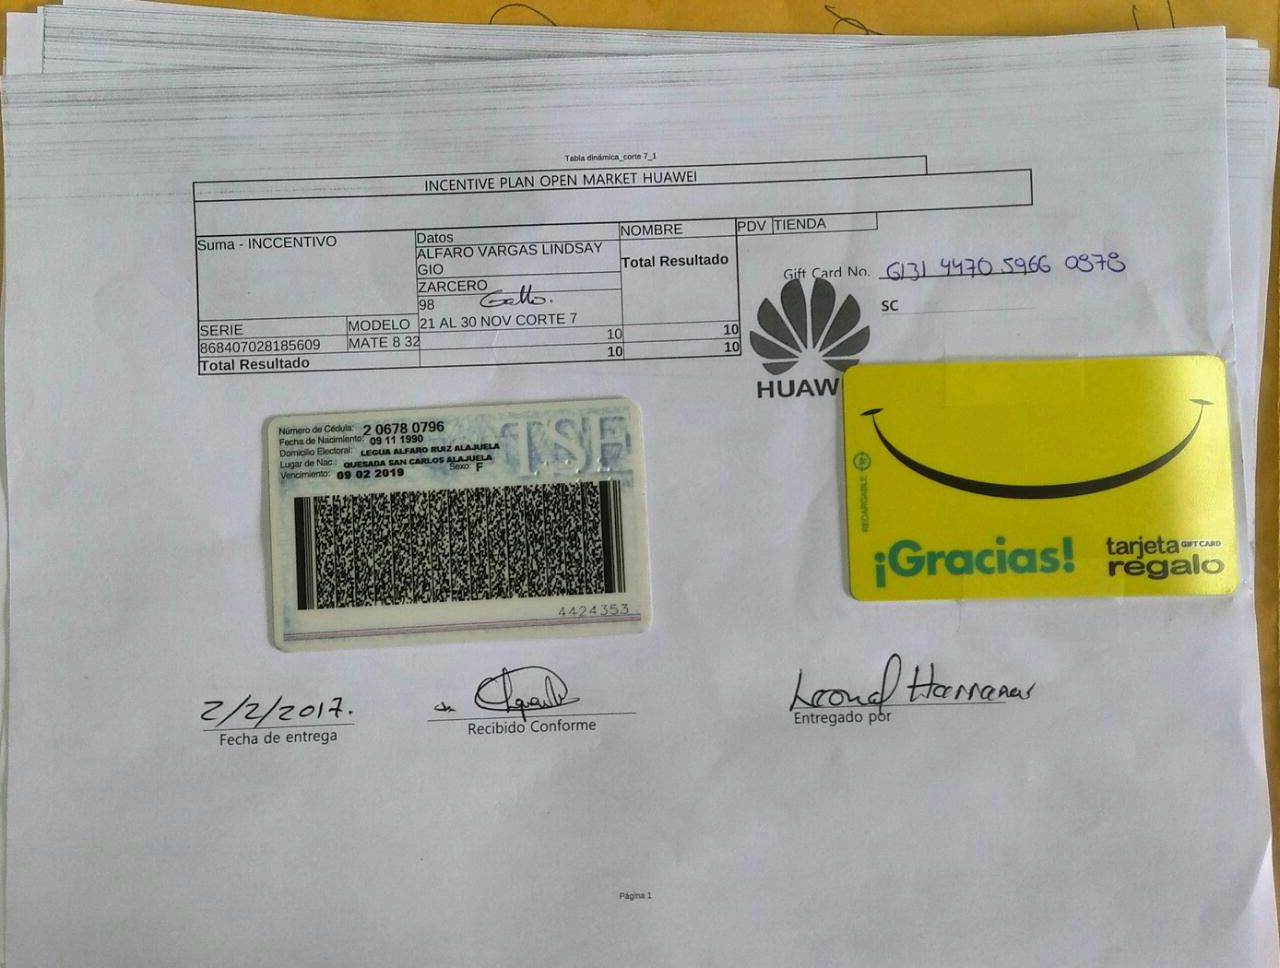 Tabla dinámica_corte 7_1
INCENTIVE PLAN OPEN MARKET HUAWEI
Suma - INCCENTIVO
Datos
NOMBRE
PDV
TIENDA
ALFARO VARGAS LINDSAY
GIO
Total Resultado
ZARCERO
98
21 AL 30 NOV CORTE 7
SERIE
MODELO
868407028185609
MATE 8 32
10
10
Total Resultado
10
10
Gift Card No. 6131 4470 5966 0878
SC
HUAW
Número de Cédula: 2 0678 0796
Fecha de Nacimiento: 09 11 1990
Domicilio Electoral: LEGUA ALFARO RUIZ ALAJUELA
Lugar de Nac.: QUESADA SAN CARLOS ALAJUELA
Vencimiento: 09 02 2019 Sexo: F
TSE
4424353
RECARGABLE
¡Gracias!
tarjeta GIFT CARD
regalo
2/2/2017.
Fecha de entrega
Recibido Conforme
Entregado por
Página 1